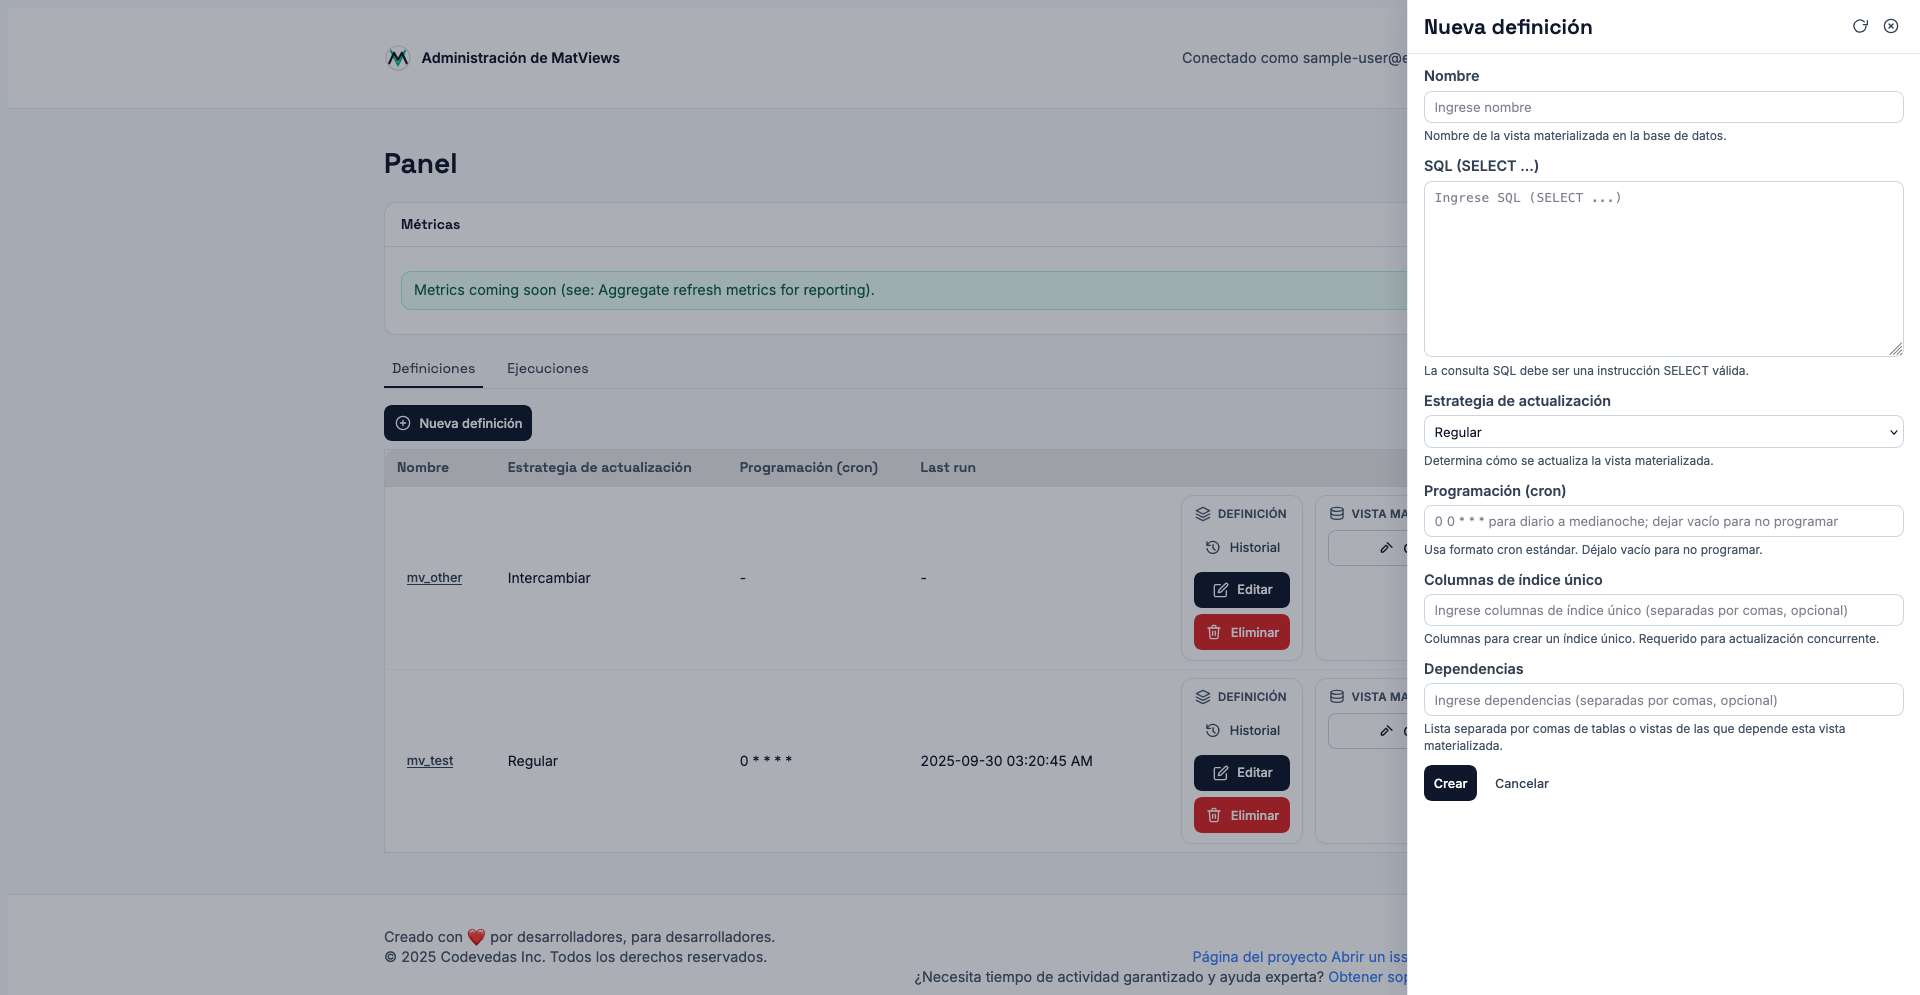 Administración de MatViews
Conectado como sample-user@e
Panel
Métricas
Metrics coming soon (see: Aggregate refresh metrics for reporting).
Definiciones Ejecuciones
Nueva definición
Nombre Estrategia de actualización Programación (cron) Last run
DEFINICIÓN VISTA MA
Historial
mv_other Intercambiar - -
Editar
Eliminar
DEFINICIÓN VISTA MA
Historial
mv_test Regular 0 * * * * 2025-09-30 03:20:45 AM
Editar
Eliminar
Creado con ❤️ por desarrolladores, para desarrolladores.
© 2025 Codevedas Inc. Todos los derechos reservados.
Página del proyecto Abrir un iss
¿Necesita tiempo de actividad garantizado y ayuda experta? Obtener sop
Nueva definición
Nombre
Ingrese nombre
Nombre de la vista materializada en la base de datos.
SQL (SELECT ...)
Ingrese SQL (SELECT ...)
La consulta SQL debe ser una instrucción SELECT válida.
Estrategia de actualización
Regular
Determina cómo se actualiza la vista materializada.
Programación (cron)
0 0 * * * para diario a medianoche; dejar vacío para no programar
Usa formato cron estándar. Déjalo vacío para no programar.
Columnas de índice único
Ingrese columnas de índice único (separadas por comas, opcional)
Columnas para crear un índice único. Requerido para actualización concurrente.
Dependencias
Ingrese dependencias (separadas por comas, opcional)
Lista separada por comas de tablas o vistas de las que depende esta vista
materializada.
Crear Cancelar